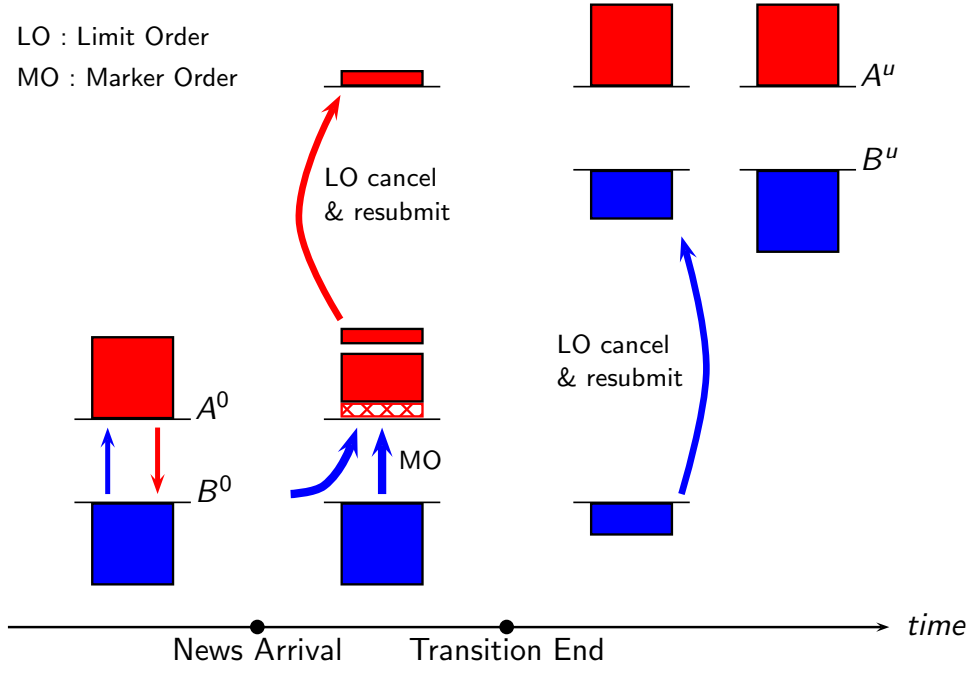 LO : Limit Order
MO : Marker Order
A^u
B^u
LO cancel
& resubmit
LO cancel
& resubmit
A^0
MO
B^0
time
News Arrival
Transition End